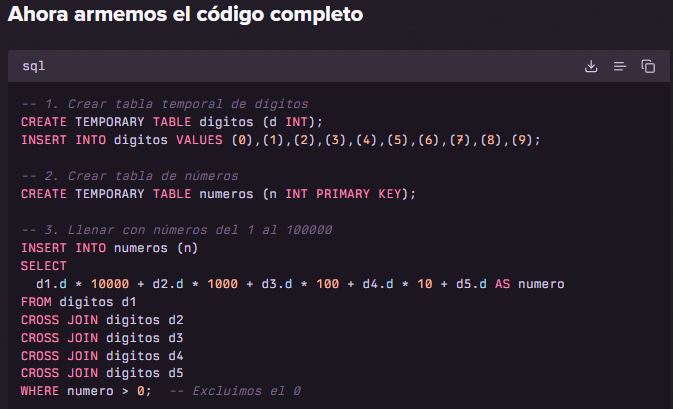 Ahora armemos el código completo
sql
-- 1. Crear tabla temporal de dígitos
CREATE TEMPORARY TABLE digitos (d INT);
INSERT INTO digitos VALUES (0),(1),(2),(3),(4),(5),(6),(7),(8),(9);
-- 2. Crear tabla de números
CREATE TEMPORARY TABLE numeros (n INT PRIMARY KEY);
-- 3. Llenar con números del 1 al 100000
INSERT INTO numeros (n)
SELECT
d1.d * 10000 + d2.d * 1000 + d3.d * 100 + d4.d * 10 + d5.d AS numero
FROM digitos d1
CROSS JOIN digitos d2
CROSS JOIN digitos d3
CROSS JOIN digitos d4
CROSS JOIN digitos d5
WHERE numero > 0;  -- Excluimos el 0